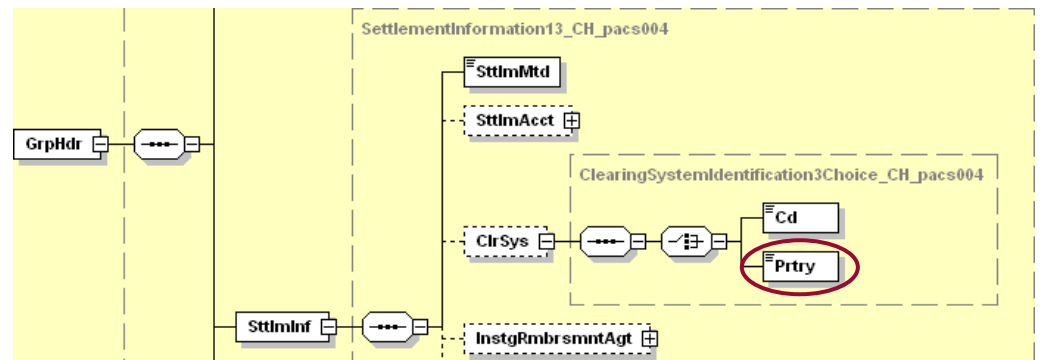 SettlementInformation13_CH_pacs004
SttlmMtd
SttlmAcct
GrpHdr
ClearingSystemIdentification3Choice_CH_pacs004
Cd
ClrSys
Prtry
SttlmInf
InstgRmbrsmntAgt